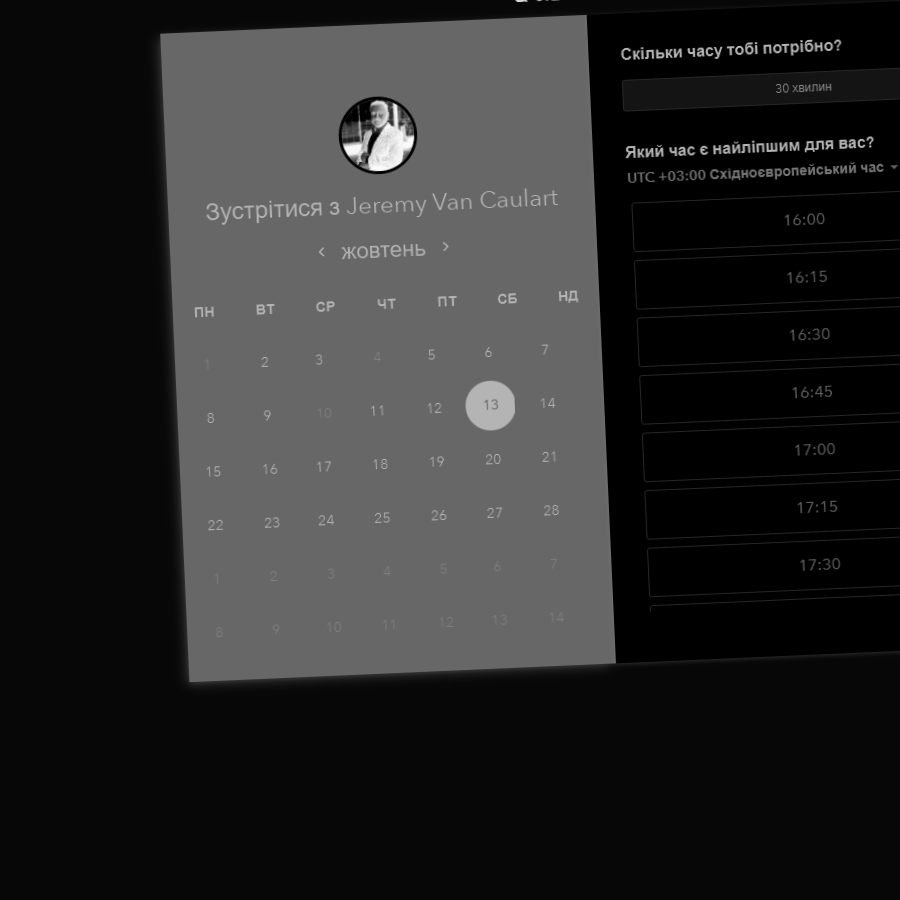 Зустрітися з Jeremy Van Caulart
жовтень
ПН ВТ СР ЧТ ПТ СБ НД
1 2 3 4 5 6 7
8 9 10 11 12 13 14
15 16 17 18 19 20 21
22 23 24 25 26 27 28
1 2 3 4 5 6 7
8 9 10 11 12 13 14
Скільки часу тобі потрібно?
30 хвилин
Який час є найліпшим для вас?
UTC +03:00 Східноєвропейський час
16:00
16:15
16:30
16:45
17:00
17:15
17:30